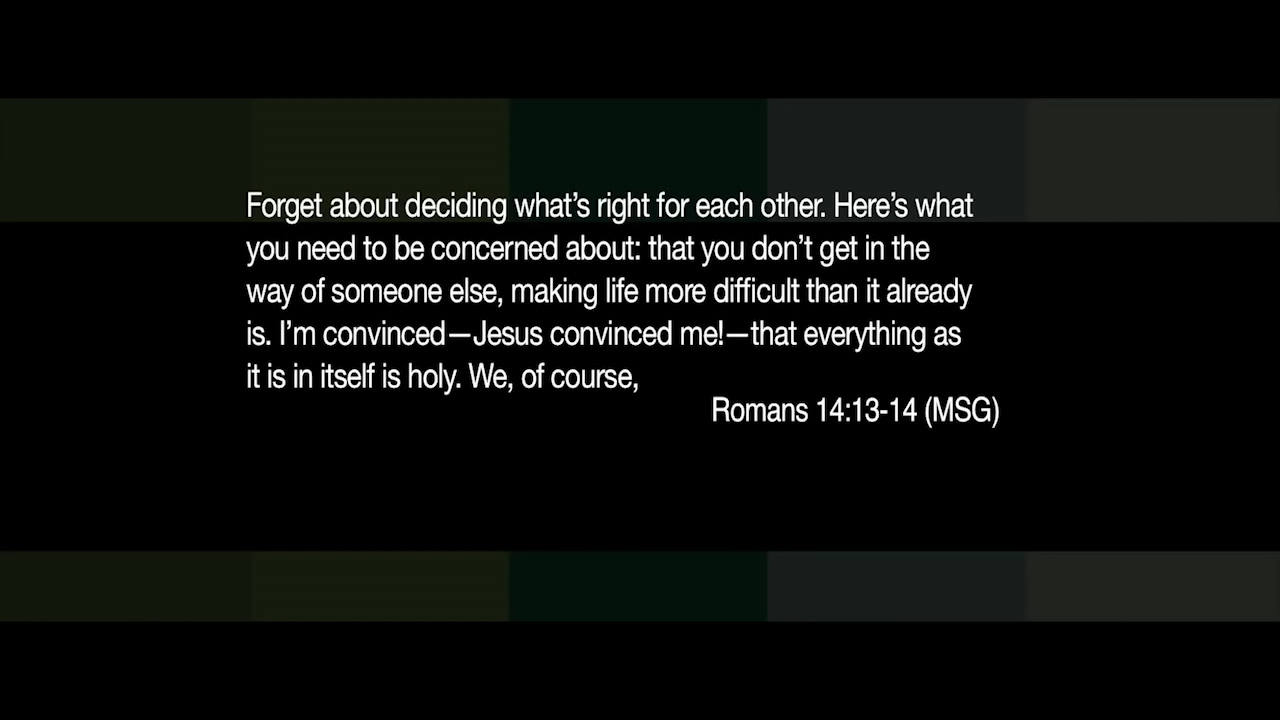 Forget about deciding what’s right for each other. Here’s what
you need to be concerned about: that you don’t get in the
way of someone else, making life more difficult than it already
is. I’m convinced—Jesus convinced me!—that everything as
it is in itself is holy. We, of course,
Romans 14:13-14 (MSG)